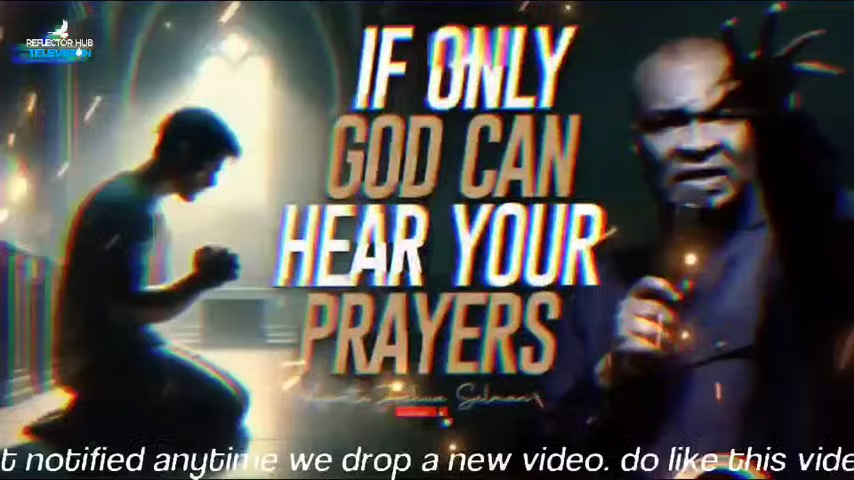 REFLECTOR HUB
TELEVISION
IF ONLY
GOD CAN
HEAR YOUR
PRAYERS
Selman
t notified anytime we drop a new video. do like this vide